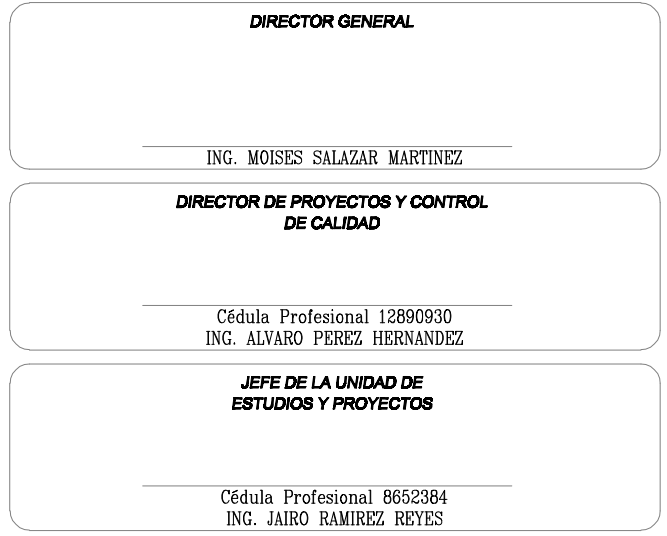 DIRECTOR GENERAL
ING. MOISES SALAZAR MARTINEZ
DIRECTOR DE PROYECTOS Y CONTROL
DE CALIDAD
Cédula Profesional 12890930
ING. ALVARO PEREZ HERNANDEZ
JEFE DE LA UNIDAD DE
ESTUDIOS Y PROYECTOS
Cédula Profesional 8652384
ING. JAIRO RAMIREZ REYES